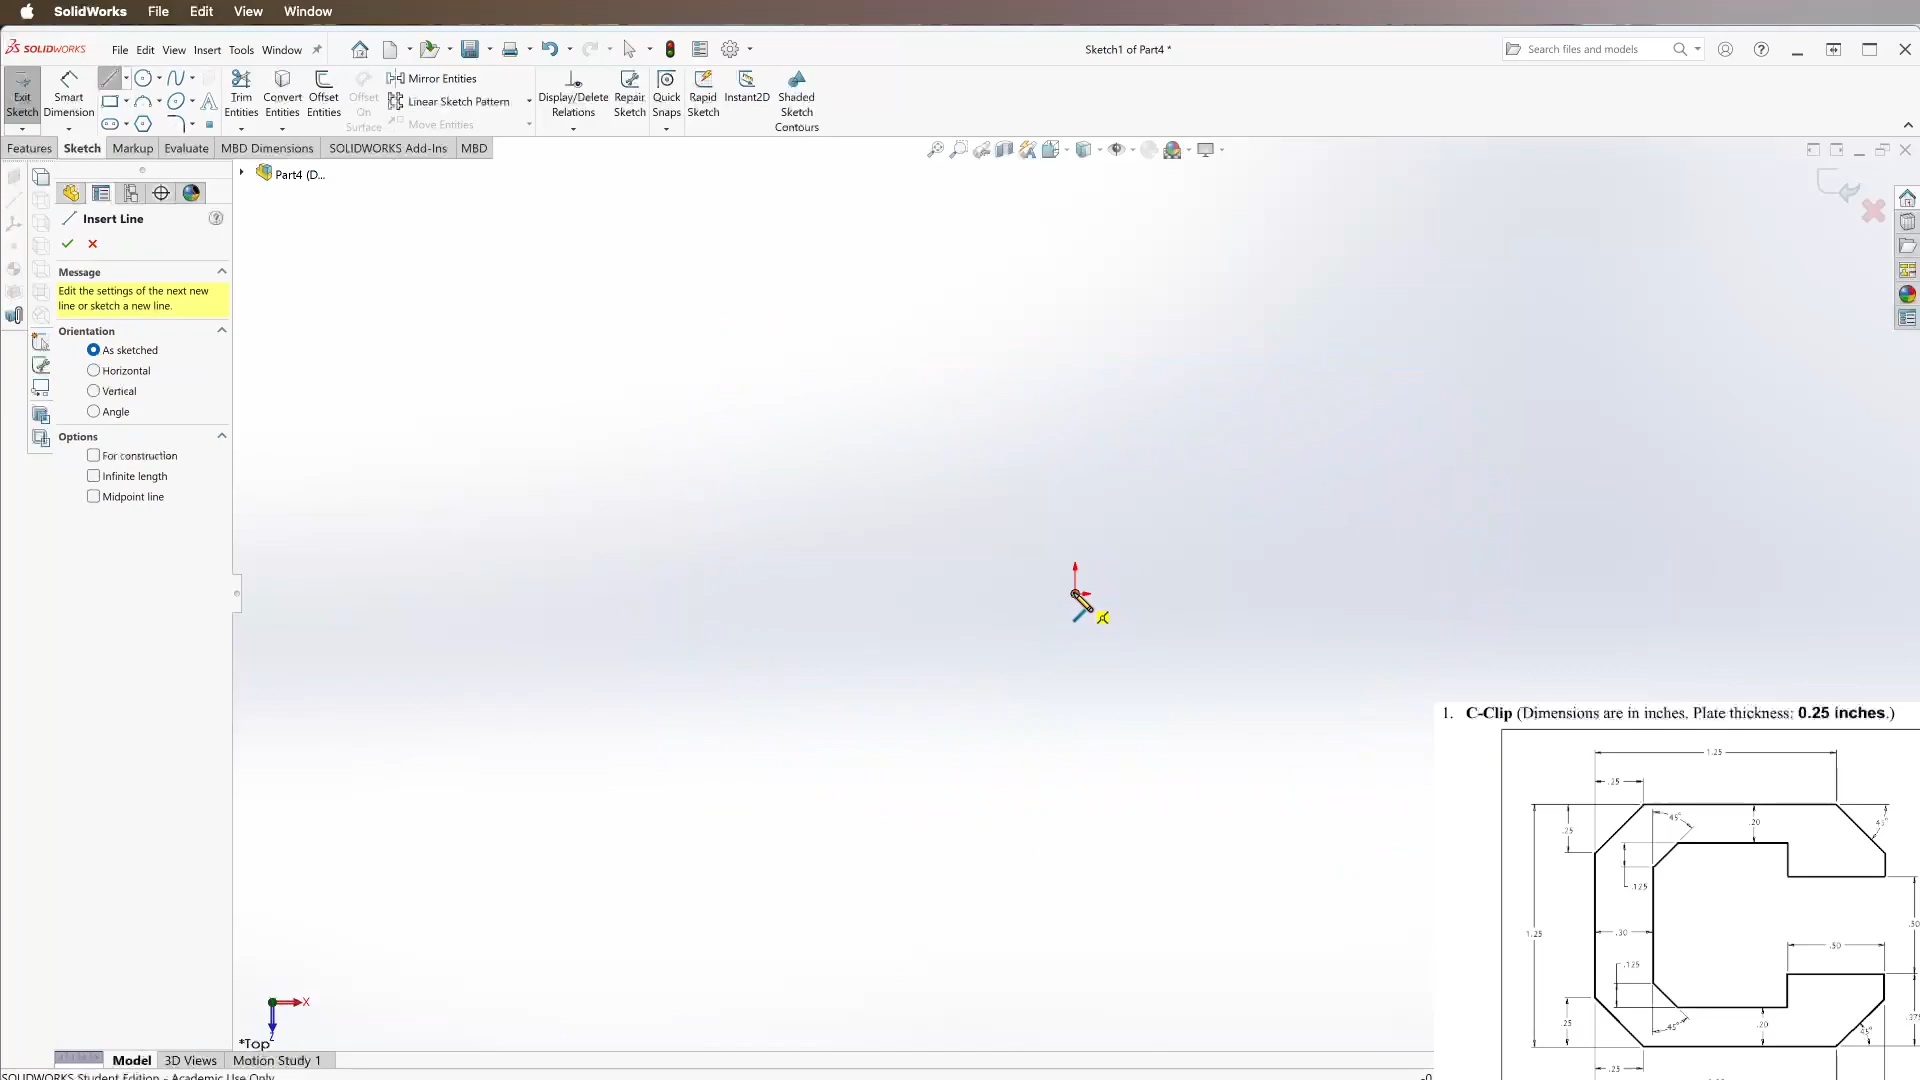 SolidWorks File Edit View Window
SOLIDWORKS File Edit View Insert Tools Window
Sketch1 of Part4 *
Search files and models
Exit Sketch
Smart Dimension
Trim Entities
Convert Entities
Offset Entities
Offset On Surface
Mirror Entities
Linear Sketch Pattern
Move Entities
Display/Delete Relations
Repair Sketch
Quick Snaps
Rapid Sketch
Instant2D
Shaded Sketch Contours
Features Sketch Markup Evaluate MBD Dimensions SOLIDWORKS Add-Ins MBD
Part4 (D...
Insert Line
Message
Edit the settings of the next new
line or sketch a new line.
Orientation
As sketched
Horizontal
Vertical
Angle
Options
For construction
Infinite length
Midpoint line
X
Z
*Top
1. C-Clip (Dimensions are in inches. Plate thickness: 0.25 inches.)
1.25
.25
.25
45°
.20
45°
.125
1.25
.30
.50
.125
.25
45°
.20
45°
.25
Model 3D Views Motion Study 1
SOLIDWORKS Student Edition - Academic Use Only